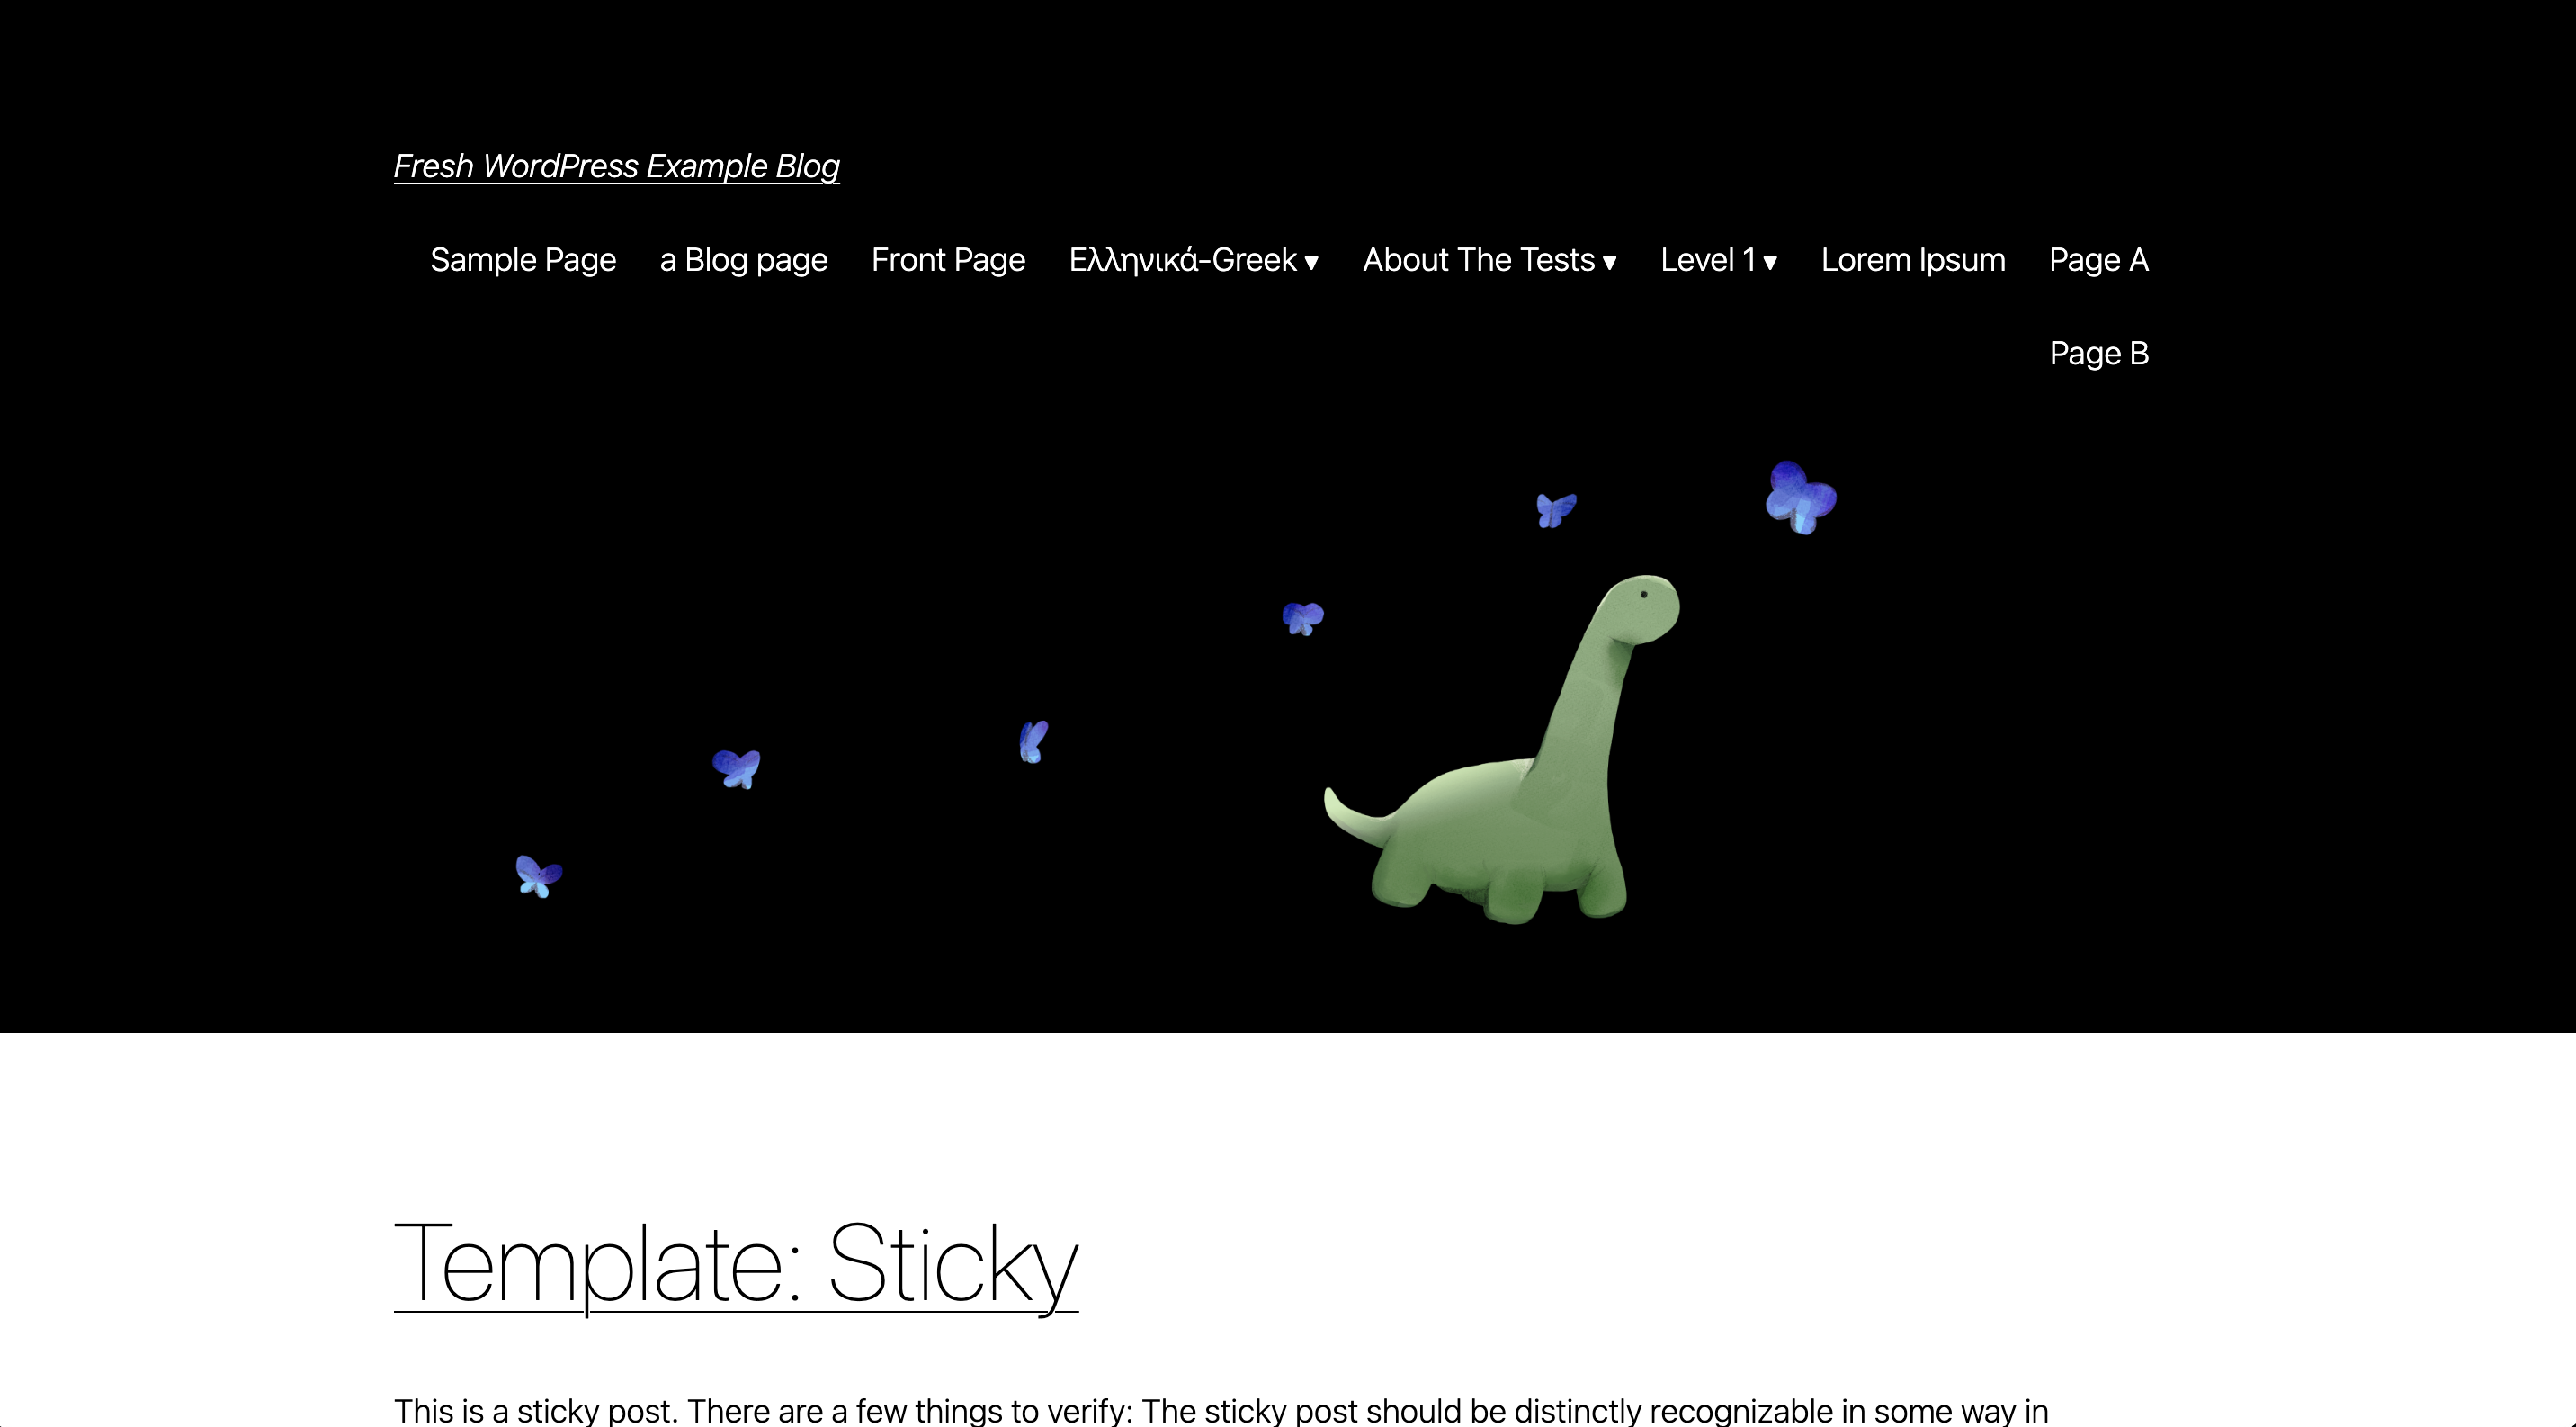 Fresh WordPress Example Blog
Sample Page a Blog page Front Page Ελληνικά-Greek ▾ About The Tests ▾ Level 1 ▾ Lorem Ipsum Page A
Page B
Template: Sticky
This is a sticky post. There are a few things to verify: The sticky post should be distinctly recognizable in some way in